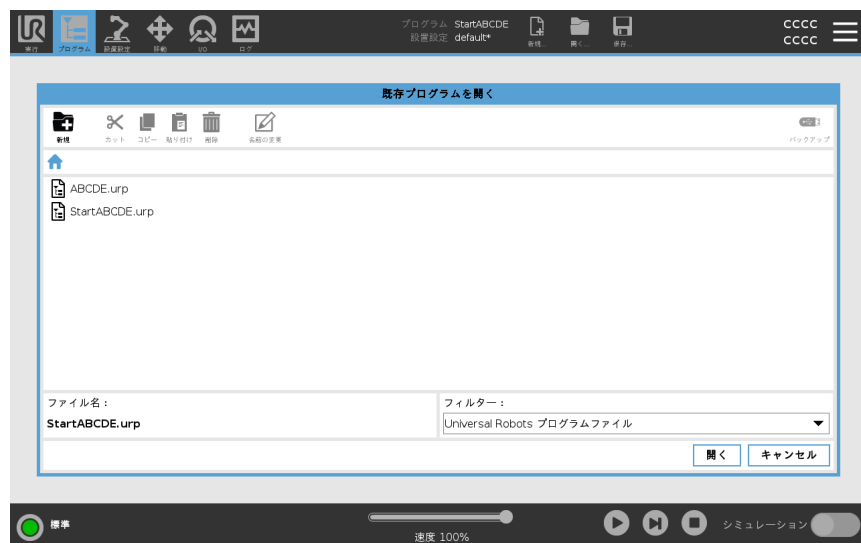 プログラム StartABCDE
設置設定 default*
CCCC
CCCC
実行
プログラム
設置設定
移動
I/O
ログ
新規...
開く...
保存...
既存プログラムを開く
新規
カット
コピー
貼り付け
削除
名前の変更
バックアップ
ABCDE.urp
StartABCDE.urp
ファイル名：
StartABCDE.urp
フィルター：
Universal Robots プログラムファイル
開く
キャンセル
標準
速度 100%
シミュレーション